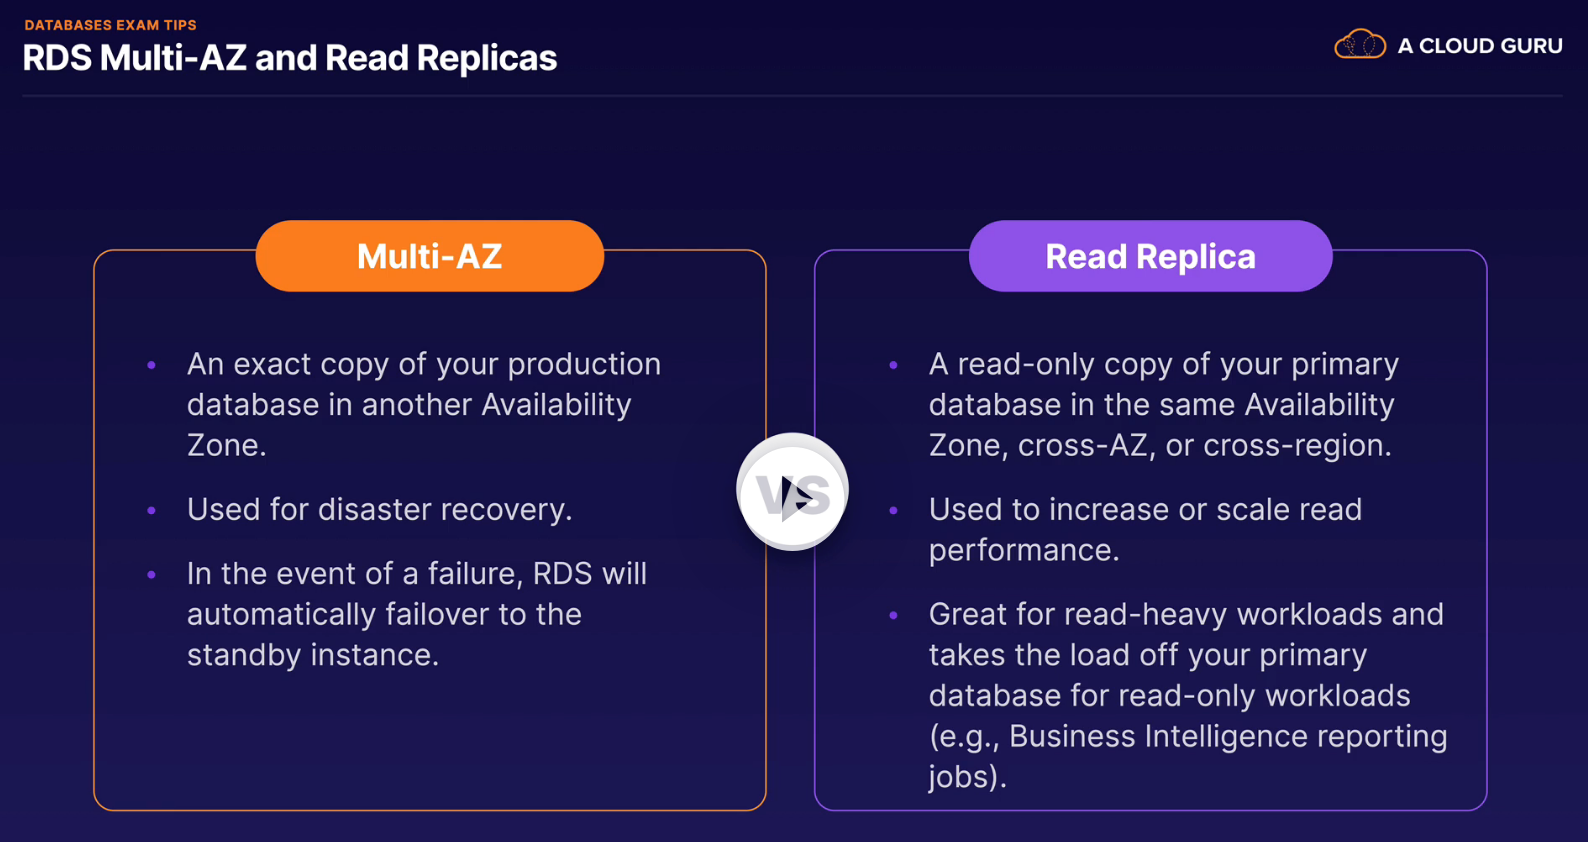 DATABASES EXAM TIPS
RDS Multi-AZ and Read Replicas
A CLOUD GURU
Multi-AZ
• An exact copy of your production
database in another Availability
Zone.
• Used for disaster recovery.
• In the event of a failure, RDS will
automatically failover to the
standby instance.
VS
Read Replica
• A read-only copy of your primary
database in the same Availability
Zone, cross-AZ, or cross-region.
• Used to increase or scale read
performance.
• Great for read-heavy workloads and
takes the load off your primary
database for read-only workloads
(e.g., Business Intelligence reporting
jobs).